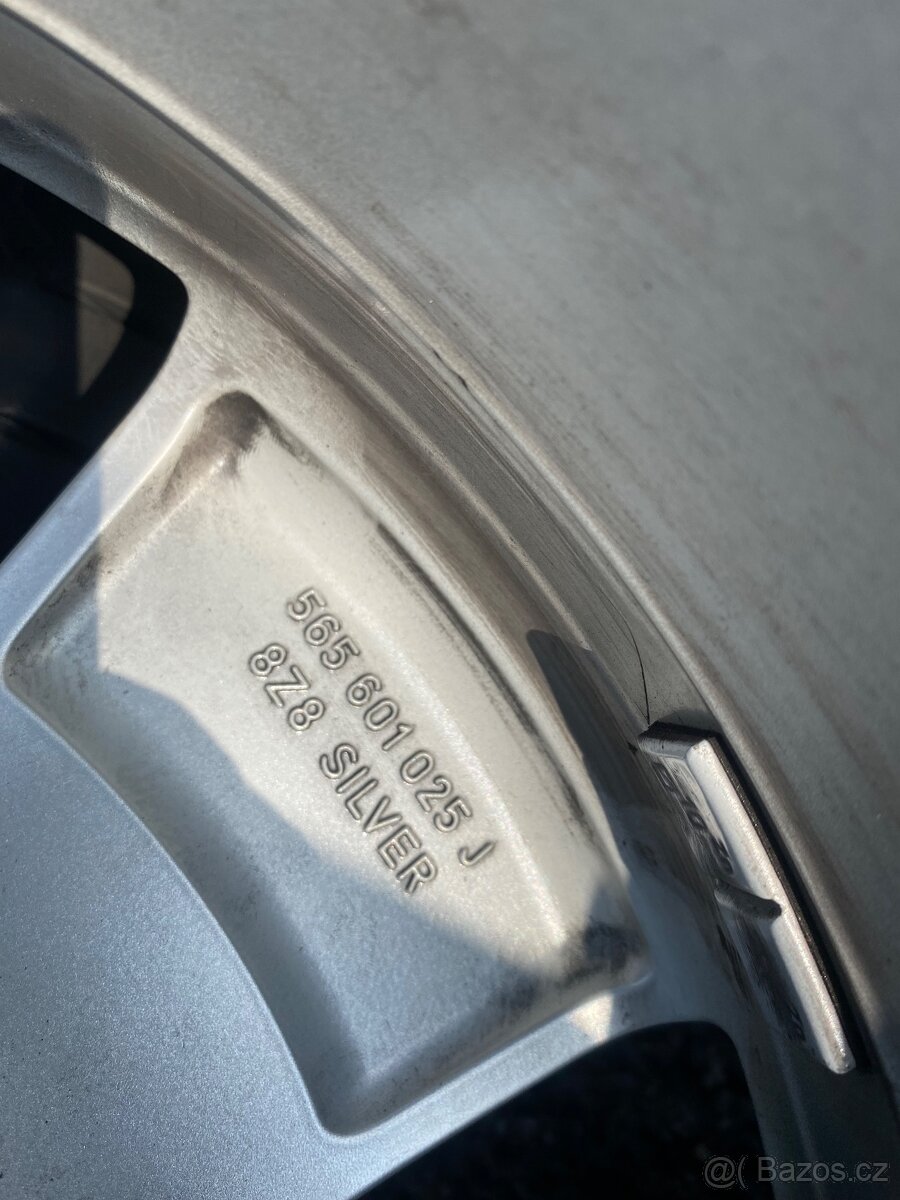 565 601 025 J
8Z8 SILVER
@( Bazos.cz